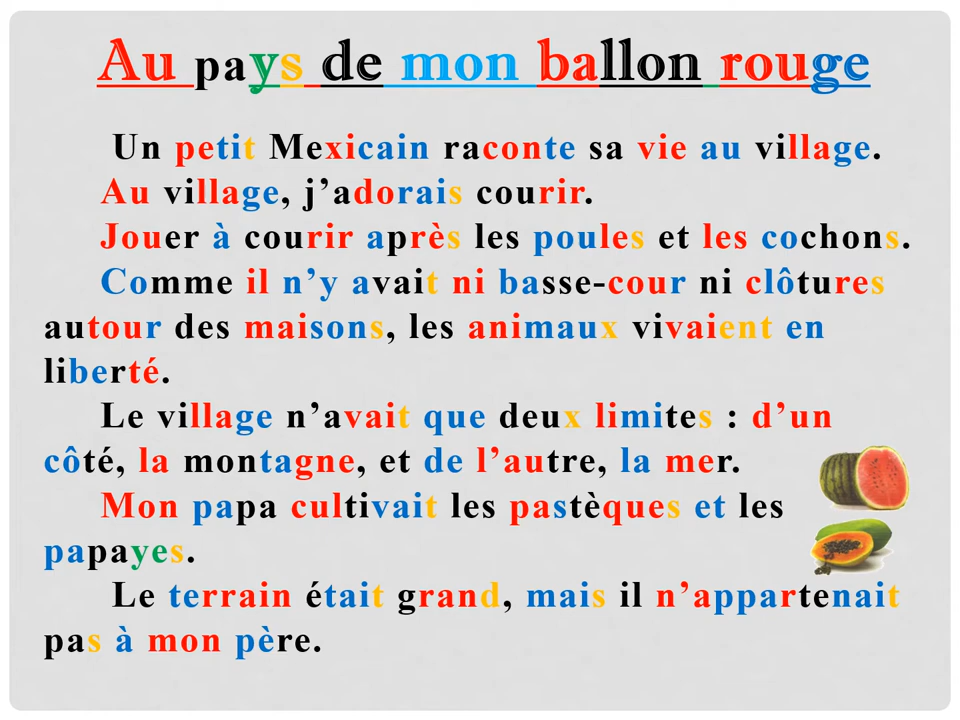 Au pays de mon ballon rouge
Un petit Mexicain raconte sa vie au village.
Au village, j’adorais courir.
Jouer à courir après les poules et les cochons.
Comme il n’y avait ni basse-cour ni clôtures
autour des maisons, les animaux vivaient en
liberté.
Le village n’avait que deux limites : d’un
côté, la montagne, et de l’autre, la mer.
Mon papa cultivait les pastèques et les
papayes.
Le terrain était grand, mais il n’appartenait
pas à mon père.